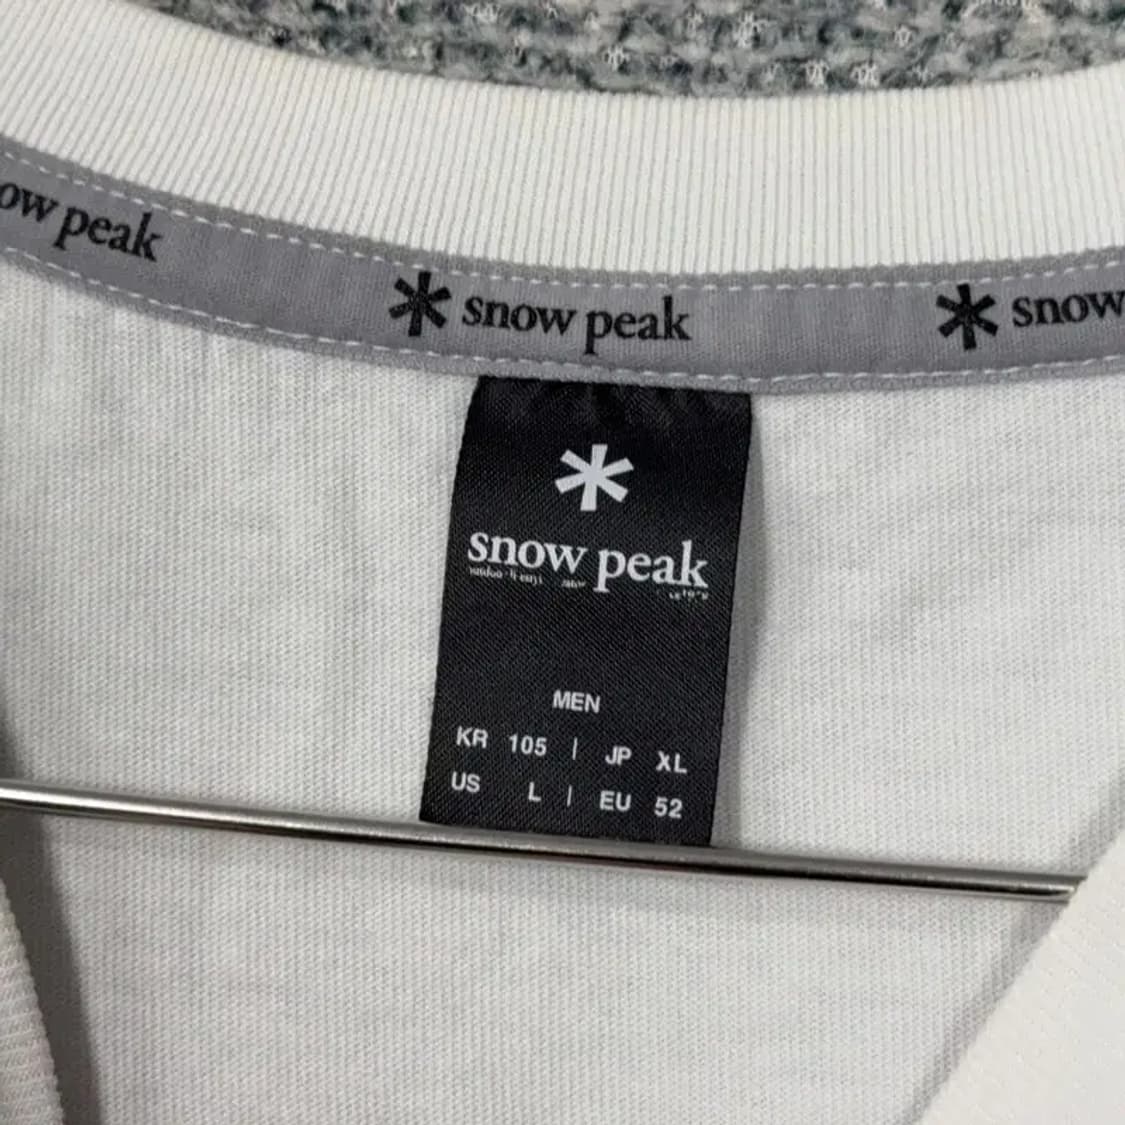 ow peak
snow peak
snow
snow peak
MEN
KR 105 | JP XL
US L | EU 52